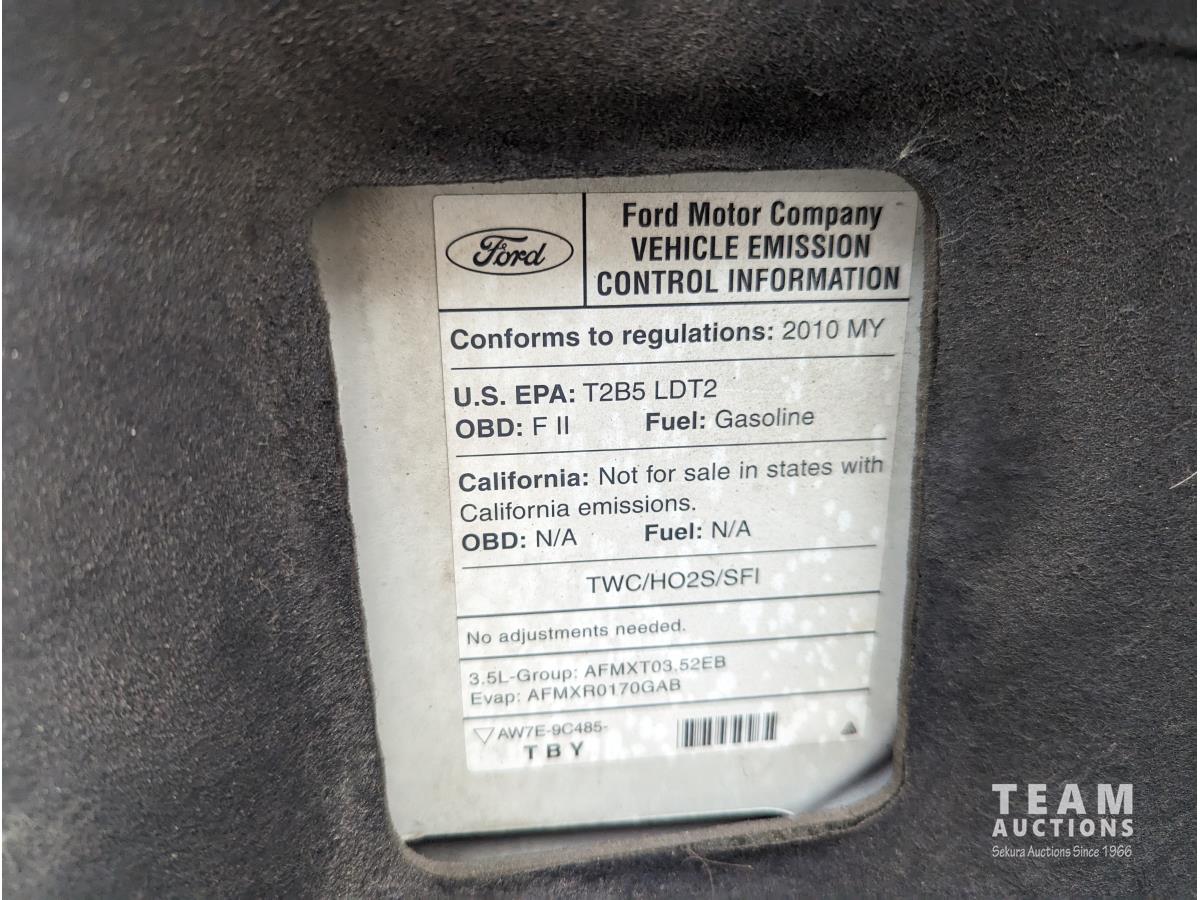 Ford
Ford Motor Company
VEHICLE EMISSION
CONTROL INFORMATION
Conforms to regulations: 2010 MY
U.S. EPA: T2B5 LDT2
OBD: F II Fuel: Gasoline
California: Not for sale in states with
California emissions.
OBD: N/A Fuel: N/A
TWC/HO2S/SFI
No adjustments needed.
3.5L-Group: AFMXT03.52EB
Evap: AFMXR0170GAB
AW7E-9C485-
T B Y
TEAM
AUCTIONS
Sekura Auctions Since 1966